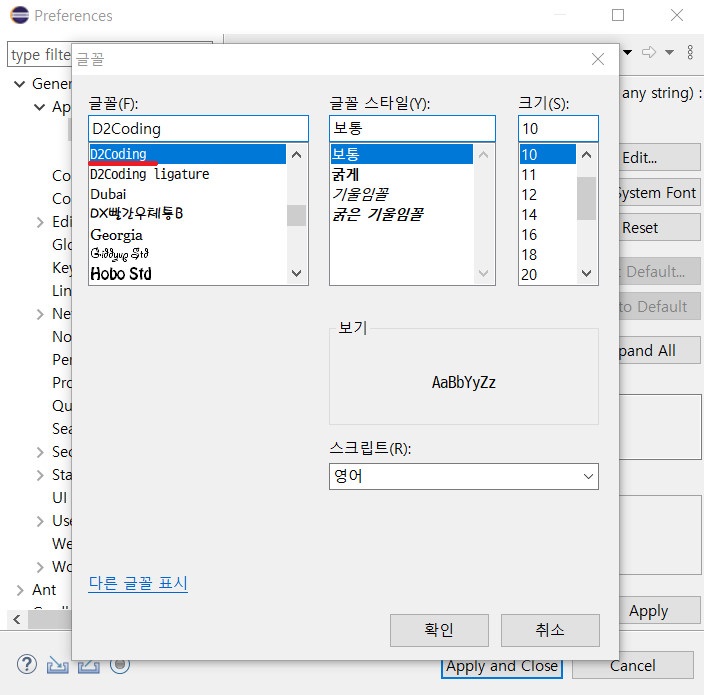 Preferences
type filte
글꼴
Gener
Ap
Co
Co
Edi
Glo
Key
Lin
Ne
No
Per
Pro
Qu
Sea
Sec
Sta
UI
Use
We
Wo
Ant
글꼴(F):
D2Coding
D2Coding
D2Coding ligature
Dubai
DX빨간우체통B
Georgia
Giddyup Std
Hobo Std
글꼴 스타일(Y):
보통
보통
굵게
기울임꼴
굵은 기울임꼴
크기(S):
10
10
11
12
14
16
18
20
보기
AaBbYyZz
스크립트(R):
영어
다른 글꼴 표시
확인
취소
any string) :
Edit...
System Font
Reset
Default...
to Default
pand All
Apply
Apply and Close
Cancel